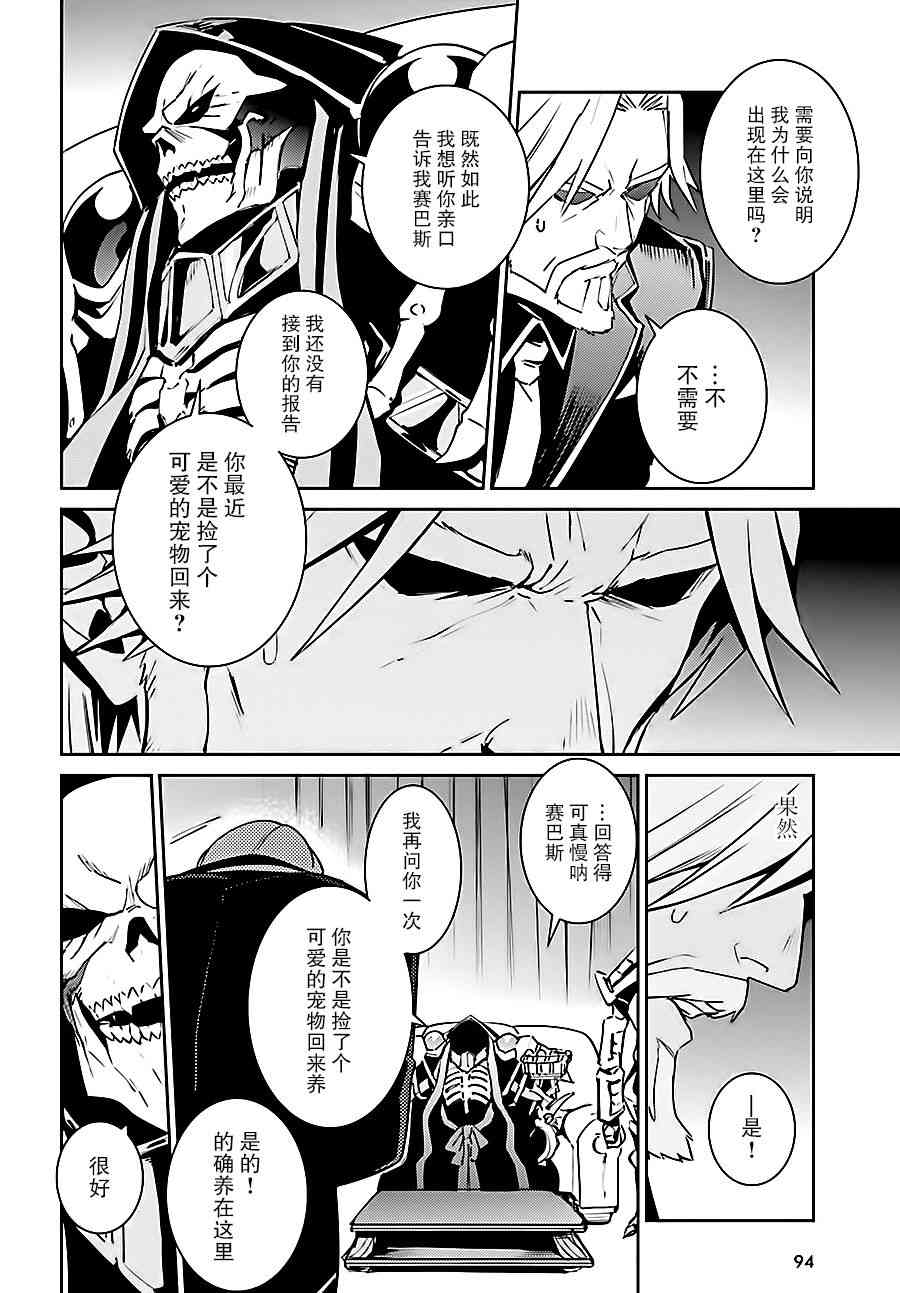 需要向你说明
我为什么会
出现在这里吗？
…不
不需要
既然如此
我想听你亲口
告诉我赛巴斯
我还没有
接到你的报告
你最近
是不是捡了个
可爱的宠物回来？
果然
—是！
…回答得
可真慢呐
赛巴斯
我再问你一次
你是不是捡了个
可爱的宠物回来养
是的！
的确养在这里
很好
94